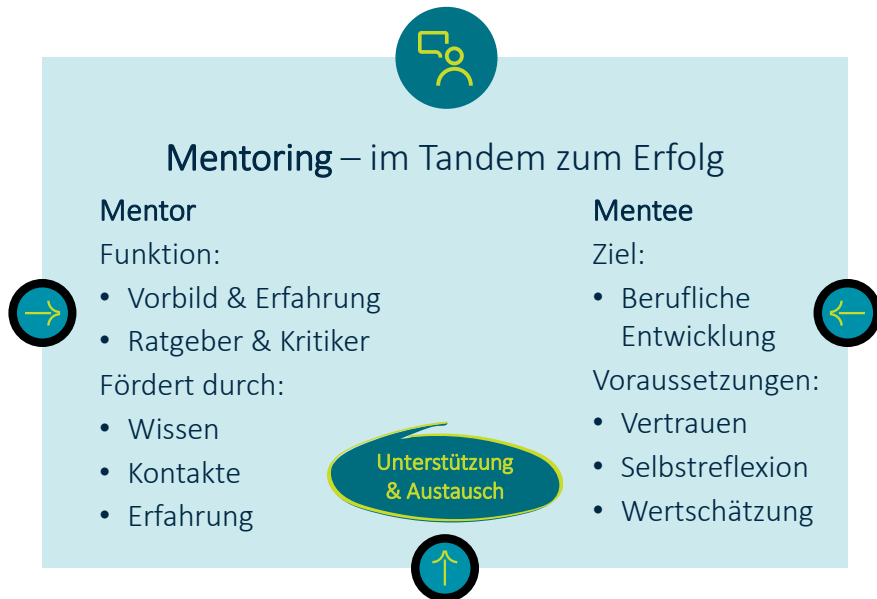 Mentoring – im Tandem zum Erfolg
Mentor
Funktion:
• Vorbild & Erfahrung
• Ratgeber & Kritiker
Fördert durch:
• Wissen
• Kontakte
• Erfahrung
Unterstützung
& Austausch
Mentee
Ziel:
• Berufliche
Entwicklung
Voraussetzungen:
• Vertrauen
• Selbstreflexion
• Wertschätzung